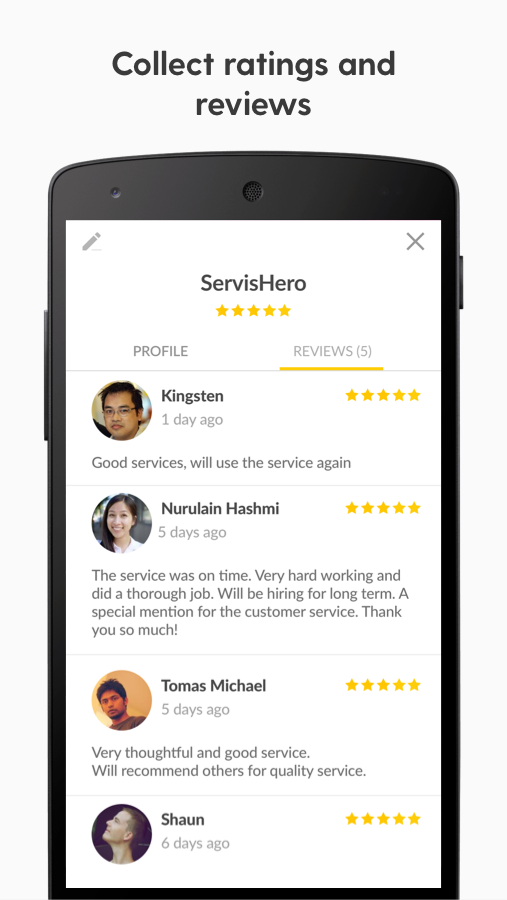 Collect ratings and
reviews
ServisHero
PROFILE
REVIEWS (5)
Kingsten
1 day ago
Good services, will use the service again
Nurulain Hashmi
5 days ago
The service was on time. Very hard working and
did a thorough job. Will be hiring for long term. A
special mention for the customer service. Thank
you so much!
Tomas Michael
5 days ago
Very thoughtful and good service.
Will recommend others for quality service.
Shaun
6 days ago